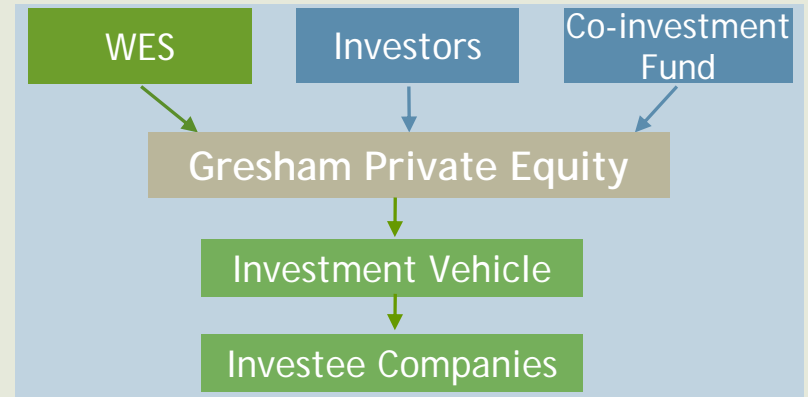 WES
Investors
Co-investment
Fund
Gresham Private Equity
Investment Vehicle
Investee Companies